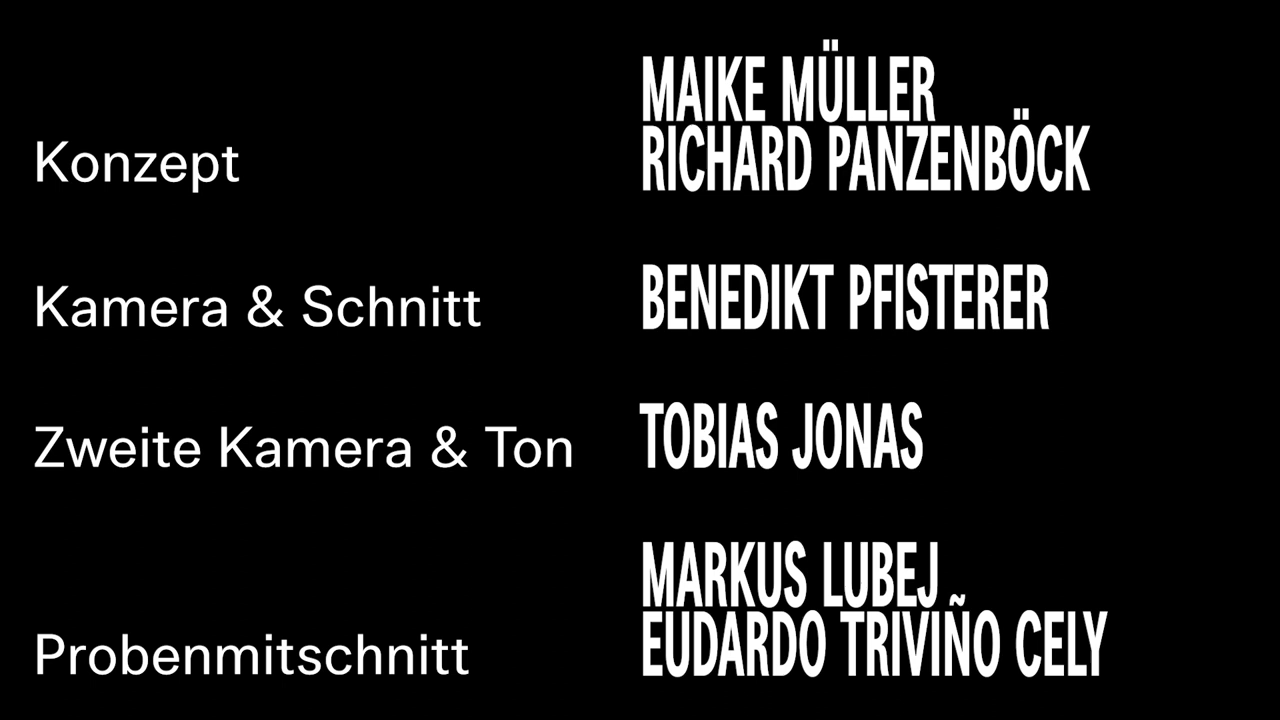 MAIKE MÜLLER
Konzept RICHARD PANZENBÖCK
Kamera & Schnitt BENEDIKT PFISTERER
Zweite Kamera & Ton TOBIAS JONAS
MARKUS LUBEJ
Probenmitschnitt EUDARDO TRIVIÑO CELY